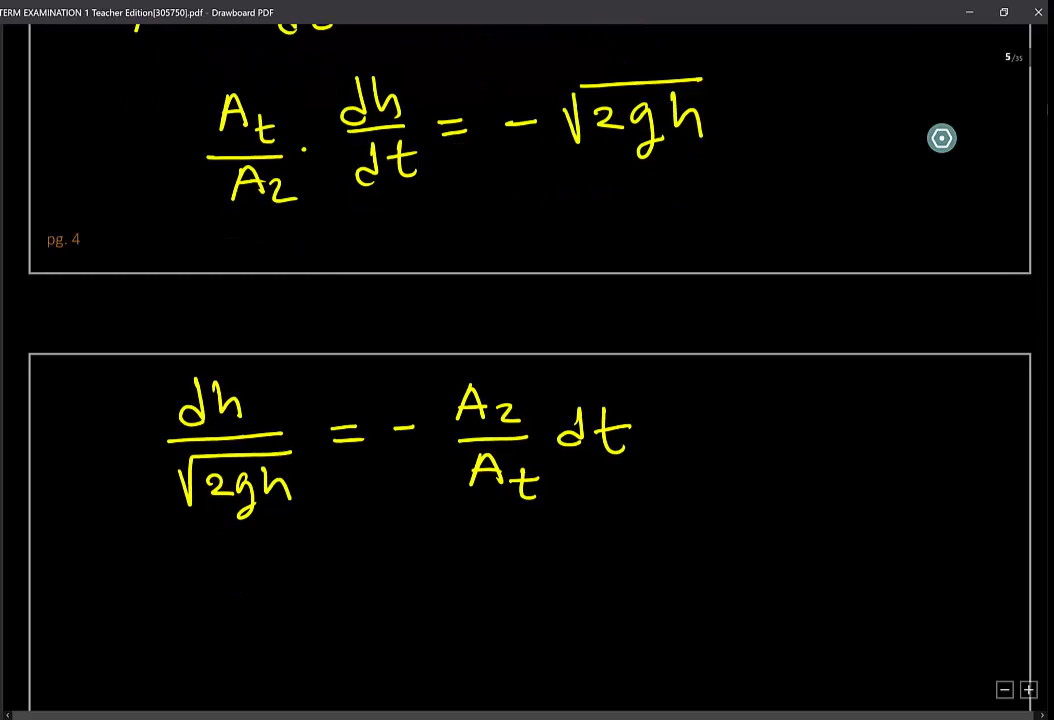 TERM EXAMINATION 1 Teacher Edition[305750].pdf - Drawboard PDF
5/35
A_t/A_2 · dh/dt = - √(2gh)
pg. 4
dh/√(2gh) = - A_2/A_t dt